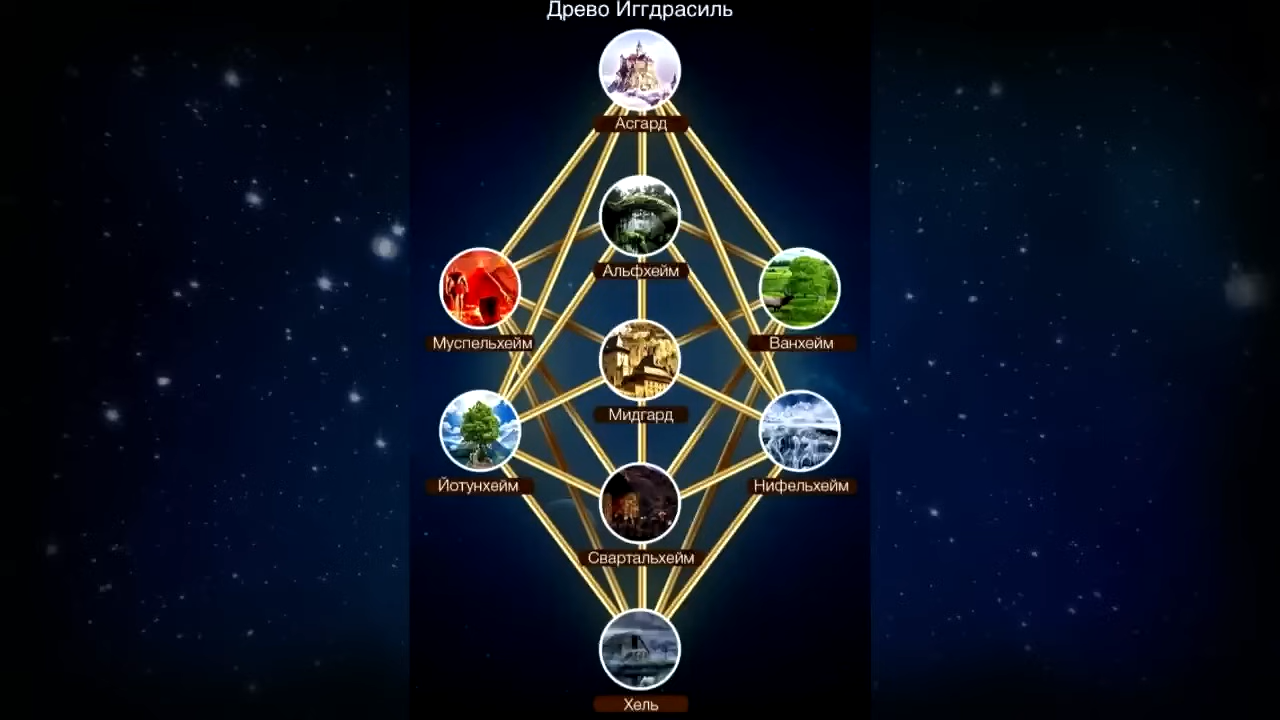 Древо Иггдрасиль
Асгард
Альфхейм
Муспельхейм
Ванхейм
Мидгард
Йотунхейм
Нифельхейм
Свартальхейм
Хель